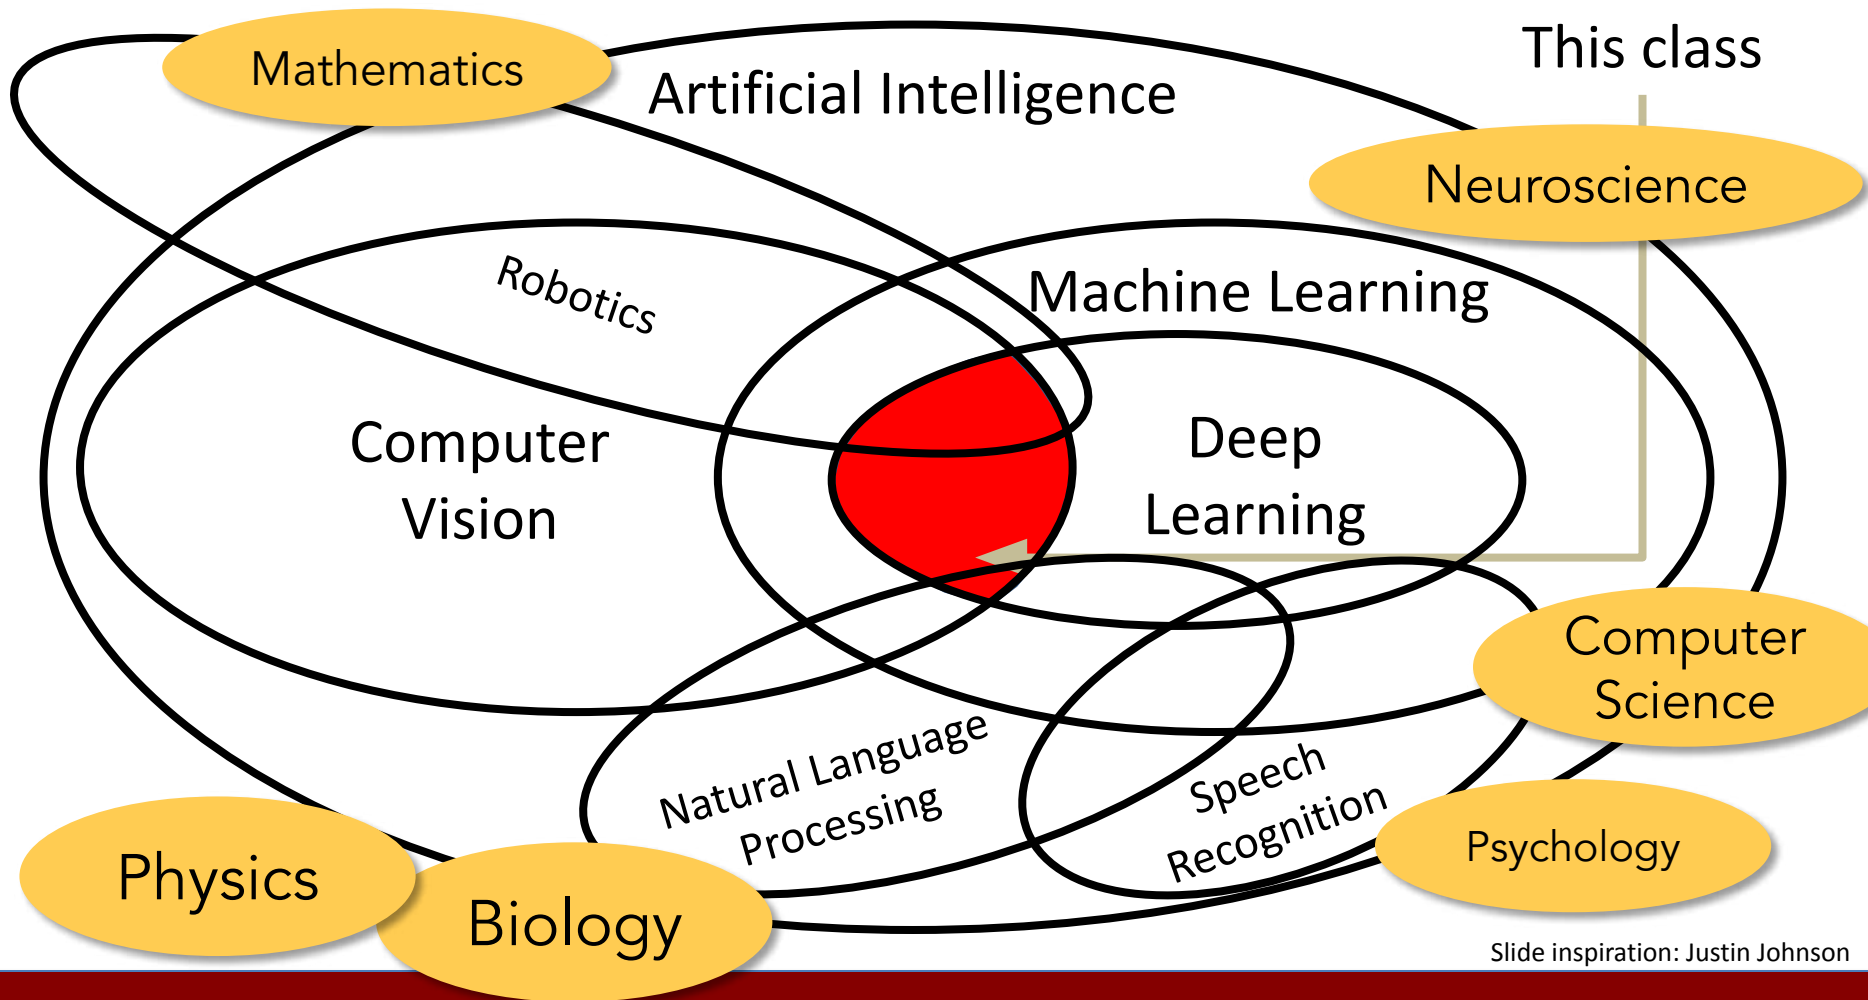 This class
Mathematics
Artificial Intelligence
Neuroscience
Robotics
Machine Learning
Computer
Vision
Deep
Learning
Computer
Science
Natural Language
Processing
Speech
Recognition
Psychology
Physics
Biology
Slide inspiration: Justin Johnson